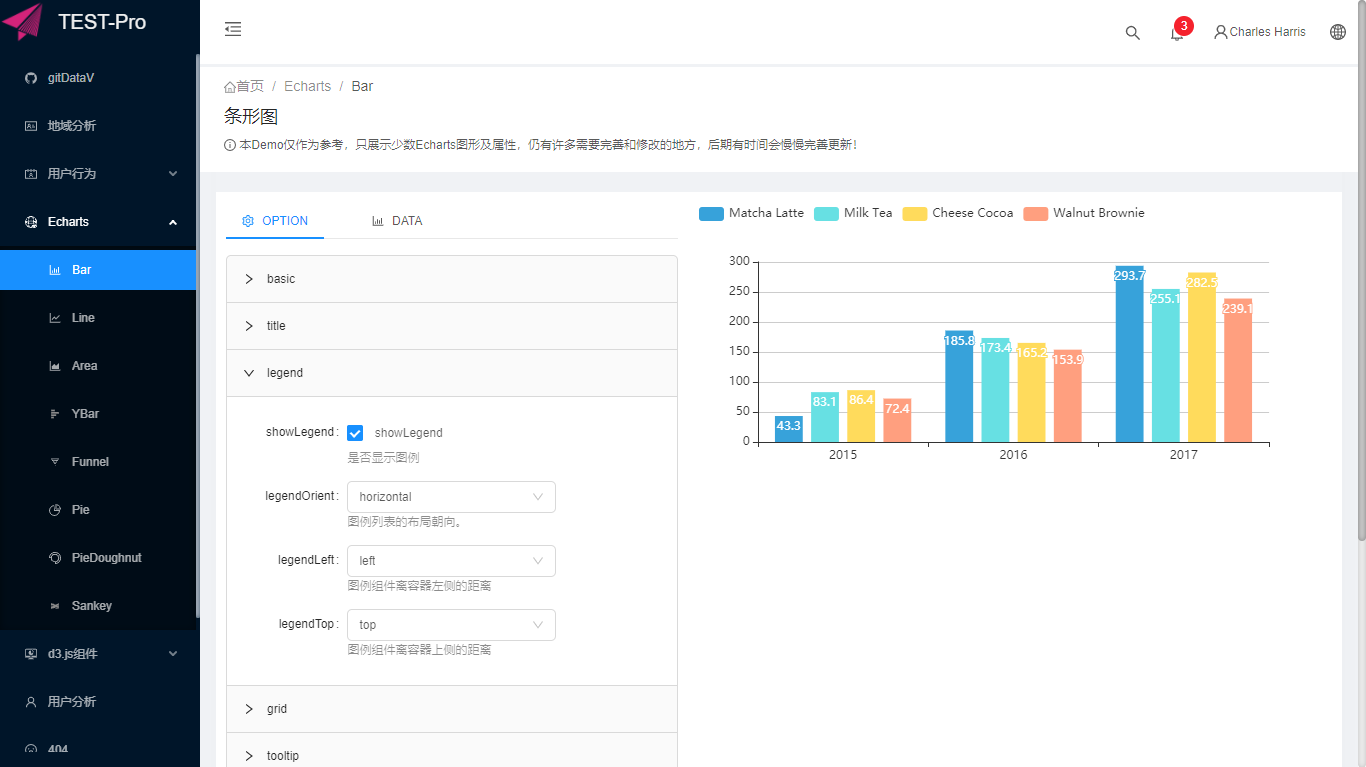 TEST-Pro
gitDataV
地域分析
用户行为
Echarts
Bar
Line
Area
YBar
Funnel
Pie
PieDoughnut
Sankey
d3.js组件
用户分析
404
3
Charles Harris
首页 / Echarts / Bar
条形图
本Demo仅作为参考，只展示少数Echarts图形及属性，仍有许多需要完善和修改的地方，后期有时间会慢慢完善更新！
OPTION DATA
basic
title
legend
showLegend: showLegend
是否显示图例
legendOrient: horizontal
图例列表的布局朝向。
legendLeft: left
图例组件离容器左侧的距离
legendTop: top
图例组件离容器上侧的距离
grid
tooltip
Matcha Latte Milk Tea Cheese Cocoa Walnut Brownie
300
250
200
150
100
50
0
43.3 83.1 86.4 72.4
185.8 173.4 165.2 153.9
293.7 255.1 282.5 239.1
2015 2016 2017